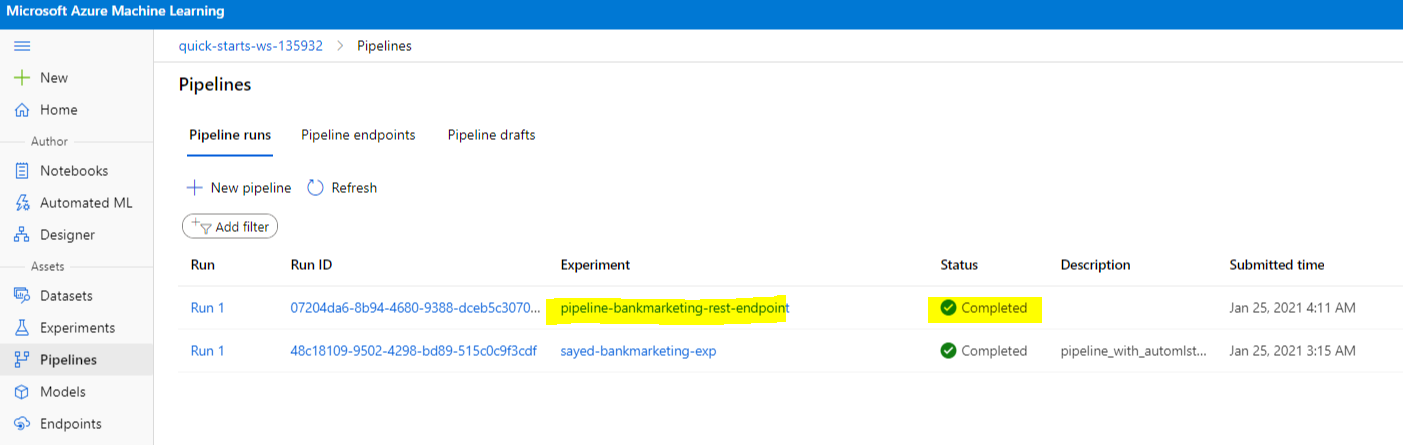 Microsoft Azure Machine Learning
quick-starts-ws-135932 > Pipelines
New
Home
Author
Notebooks
Automated ML
Designer
Assets
Datasets
Experiments
Pipelines
Models
Endpoints
Pipelines
Pipeline runs Pipeline endpoints Pipeline drafts
New pipeline Refresh
Add filter
Run Run ID Experiment Status Description Submitted time
Run 1 07204da6-8b94-4680-9388-dceb5c3070... pipeline-bankmarketing-rest-endpoint Completed Jan 25, 2021 4:11 AM
Run 1 48c18109-9502-4298-bd89-515c0c9f3cdf sayed-bankmarketing-exp Completed pipeline_with_automlst... Jan 25, 2021 3:15 AM